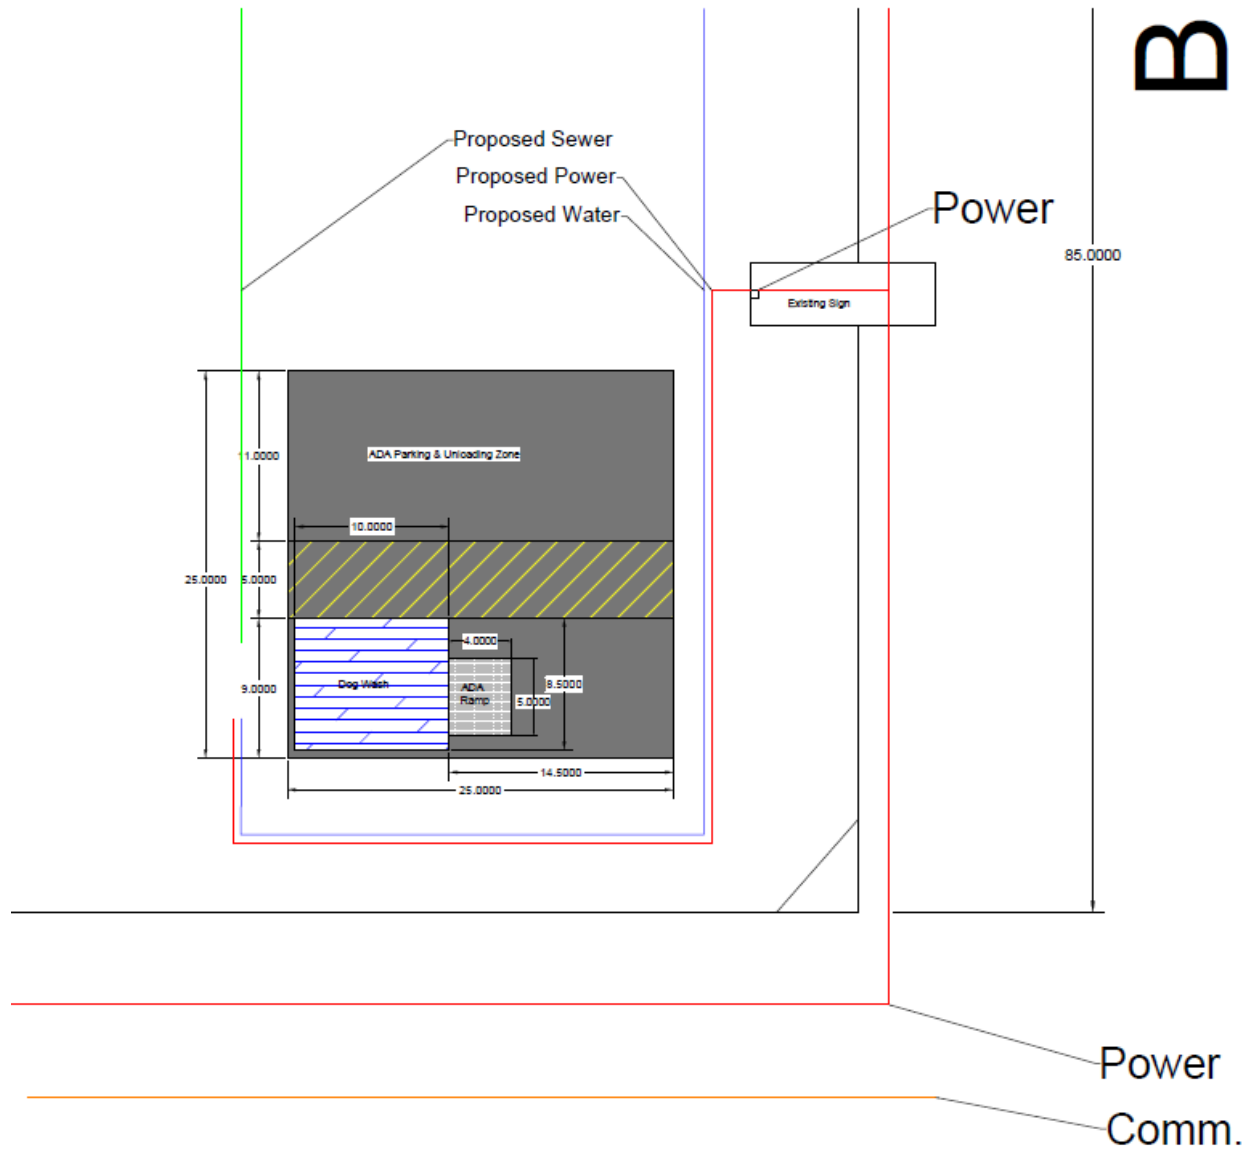 B
Proposed Sewer
Proposed Power
Proposed Water
Power
85.0000
Existing Sign
11.0000
ADA Parking & Unloading Zone
10.0000
25.0000
5.0000
4.0000
9.0000
Dog Wash
ADA
Ramp
5.0000
8.5000
14.5000
25.0000
Power
Comm.